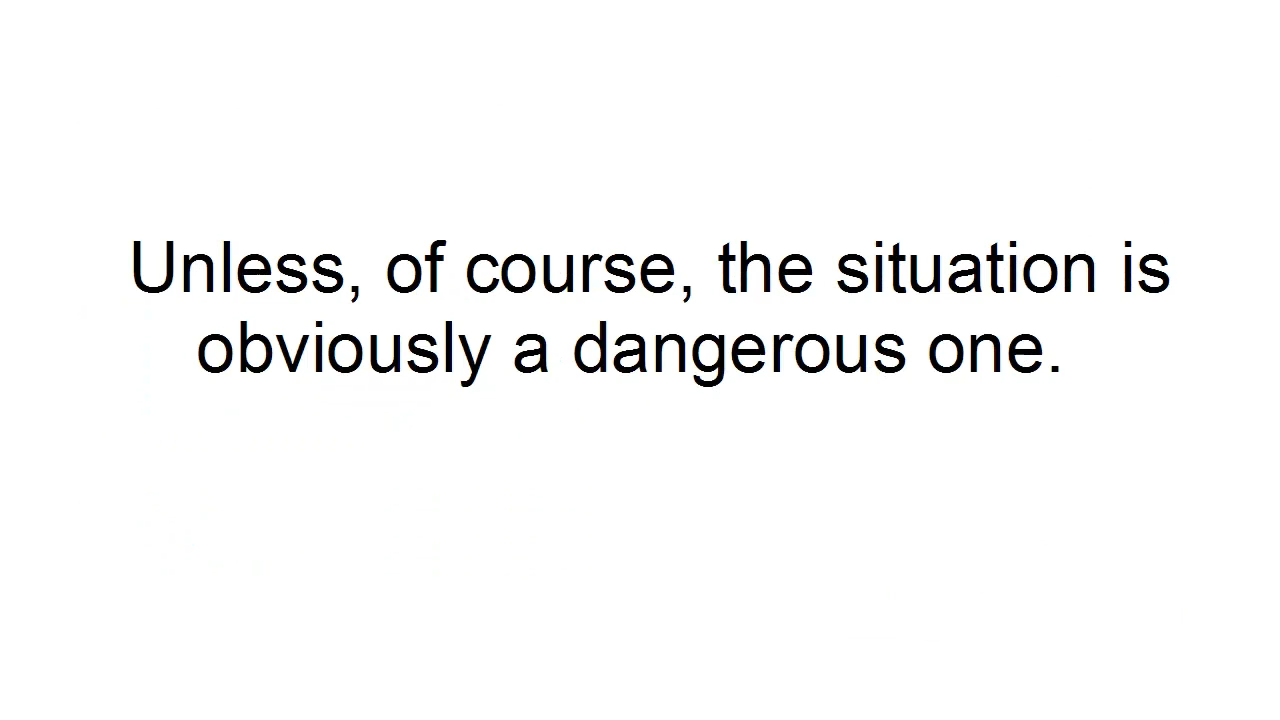 Unless, of course, the situation is
obviously a dangerous one.